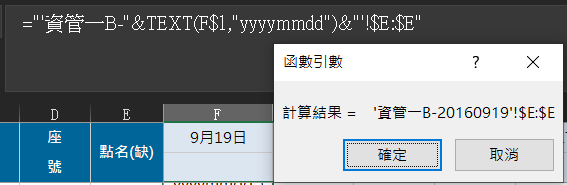 ="'資管一B-"&TEXT(F$1,"yyyymmdd")&"'!$E:$E"
函數引數
?
計算結果 = '資管一B-20160919'!$E:$E
確定
取消
D
E
F
座
號
點名(缺)
9月19日